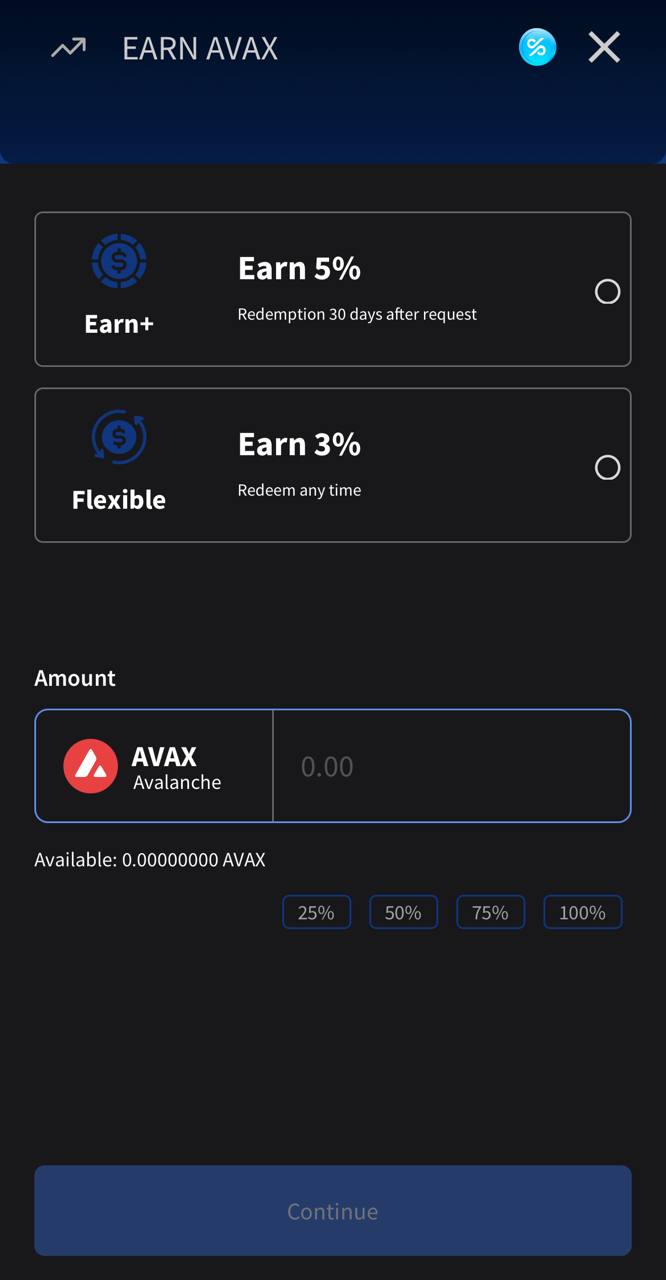 EARN AVAX
Earn+
Earn 5%
Redemption 30 days after request
Flexible
Earn 3%
Redeem any time
Amount
AVAX
Avalanche
0.00
Available: 0.00000000 AVAX
25% 50% 75% 100%
Continue